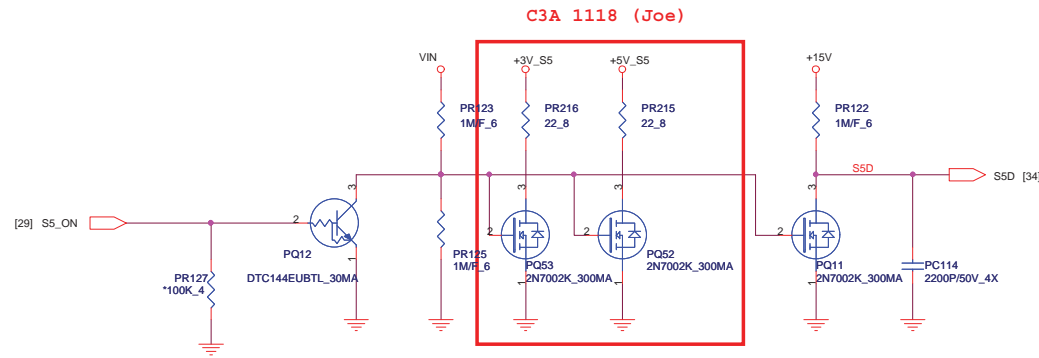 C3A 1118 (Joe)
VIN
+3V_S5
+5V_S5
+15V
PR123
1M/F_6
PR216
22_8
PR215
22_8
PR122
1M/F_6
S5D
S5D [34]
3
3
3
3
[29] S5_ON
2
2
2
2
PQ12
DTC144EUBTL_30MA
PR125
1M/F_6
PQ53
2N7002K_300MA
PQ52
2N7002K_300MA
PQ11
2N7002K_300MA
PC114
2200P/50V_4X
PR127
*100K_4
1
1
1
1